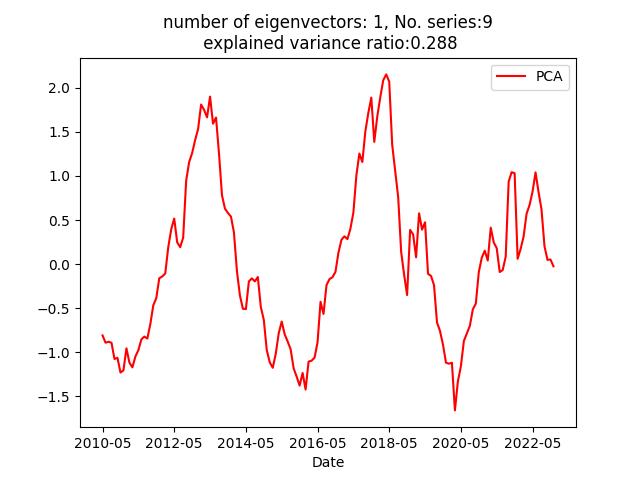 number of eigenvectors: 1, No. series:9
explained variance ratio:0.288
PCA
2.0
1.5
1.0
0.5
0.0
−0.5
−1.0
−1.5
2010-05 2012-05 2014-05 2016-05 2018-05 2020-05 2022-05
Date